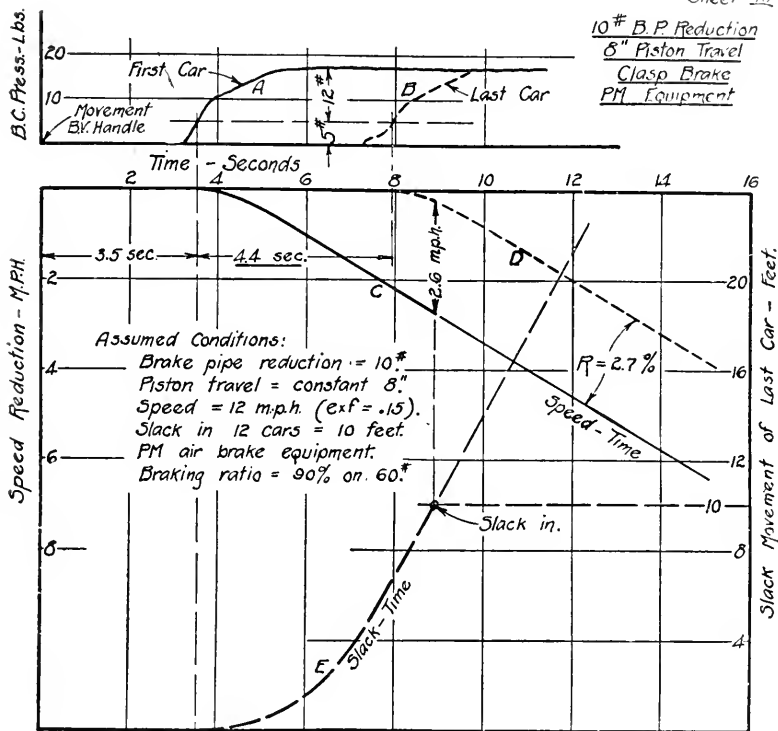 Sheet
10# B.P. Reduction
8" Piston Travel
Clasp Brake
PM Equipment
B.C. Press.-Lbs.
20
10
First Car
A
Movement
B.V. Handle
5#
12#
B
Last Car
Time - Seconds
2 4 6 8 10 12 14 16
3.5 sec. 4.4 sec.
2.6 m.p.h.
C
D
R = 2.7%
Speed-Time
Speed Reduction - M.P.H.
2
4
6
8
Assumed Conditions:
Brake pipe reduction = 10#
Piston travel = constant 8."
Speed = 12 m.p.h. (exf = .15).
Slack in 12 cars = 10 feet.
PM air brake equipment.
Braking ratio = 90% on 60.#
Slack in.
Slack-Time
E
20
16
12
10
8
4
Slack Movement of Last Car - Feet.